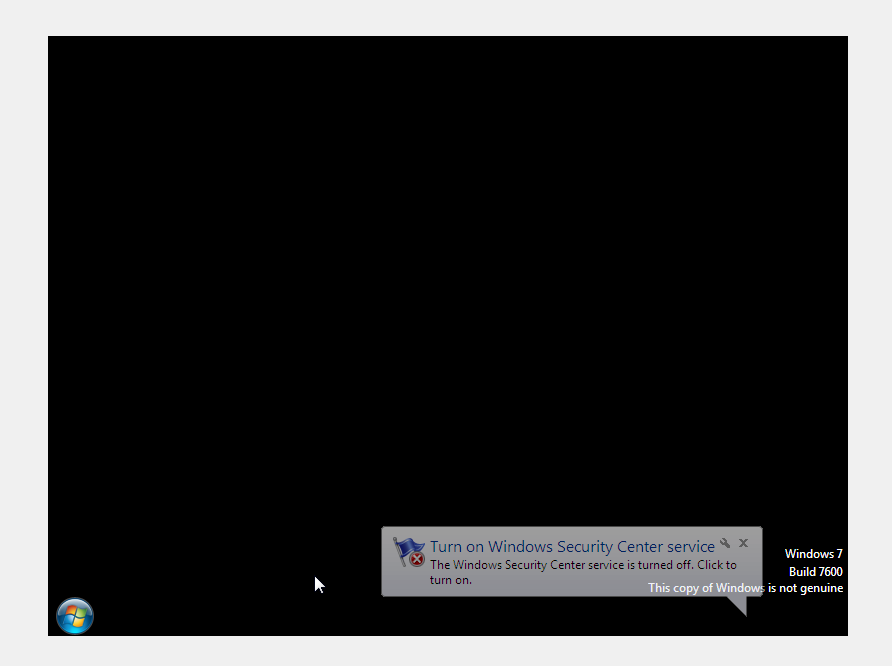 Turn on Windows Security Center service
The Windows Security Center service is turned off. Click to
turn on.
Windows 7
Build 7600
This copy of Windows is not genuine